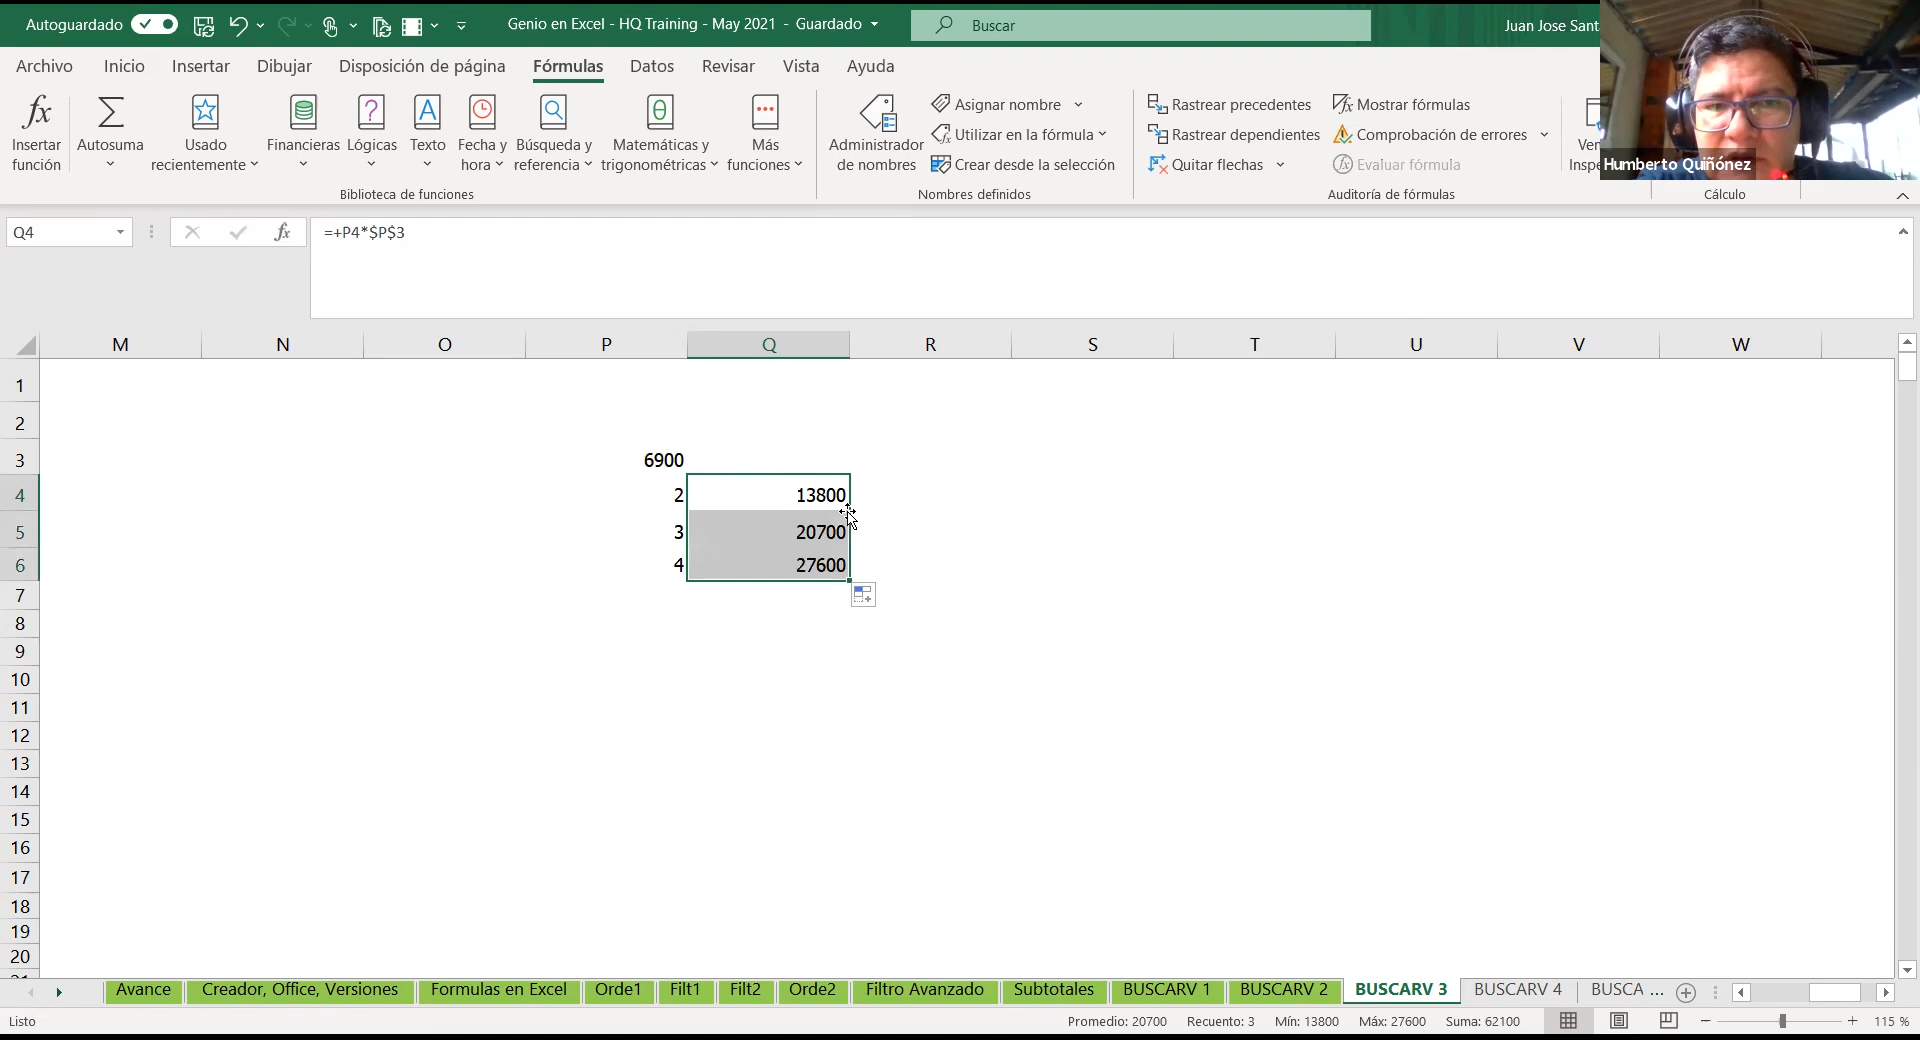 Autoguardado
Genio en Excel - HQ Training - May 2021 - Guardado
Buscar
Juan Jose Sant
Archivo Inicio Insertar Dibujar Disposición de página Fórmulas Datos Revisar Vista Ayuda
fx
Insertar función
Autosuma
Usado recientemente
Financieras
Lógicas
Texto
Fecha y hora
Búsqueda y referencia
Matemáticas y trigonométricas
Más funciones
Biblioteca de funciones
Administrador de nombres
Asignar nombre
Utilizar en la fórmula
Crear desde la selección
Nombres definidos
Rastrear precedentes
Rastrear dependientes
Quitar flechas
Mostrar fórmulas
Comprobación de errores
Evaluar fórmula
Auditoría de fórmulas
Ven
Inspe
Cálculo
Humberto Quiñónez
Q4
fx
=+P4*$P$3
M N O P Q R S T U V W
1
2
3 6900
4 2 13800
5 3 20700
6 4 27600
7
8
9
10
11
12
13
14
15
16
17
18
19
20
Avance Creador, Office, Versiones Formulas en Excel Orde1 Filt1 Filt2 Orde2 Filtro Avanzado Subtotales BUSCARV 1 BUSCARV 2 BUSCARV 3 BUSCARV 4 BUSCA ...
Listo
Promedio: 20700 Recuento: 3 Mín: 13800 Máx: 27600 Suma: 62100
115 %